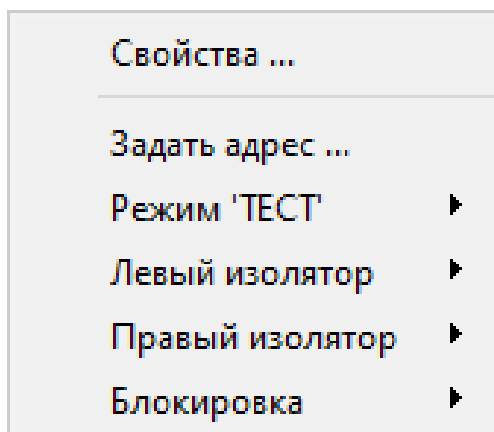 Свойства ...
Задать адрес ...
Режим 'ТЕСТ'
Левый изолятор
Правый изолятор
Блокировка